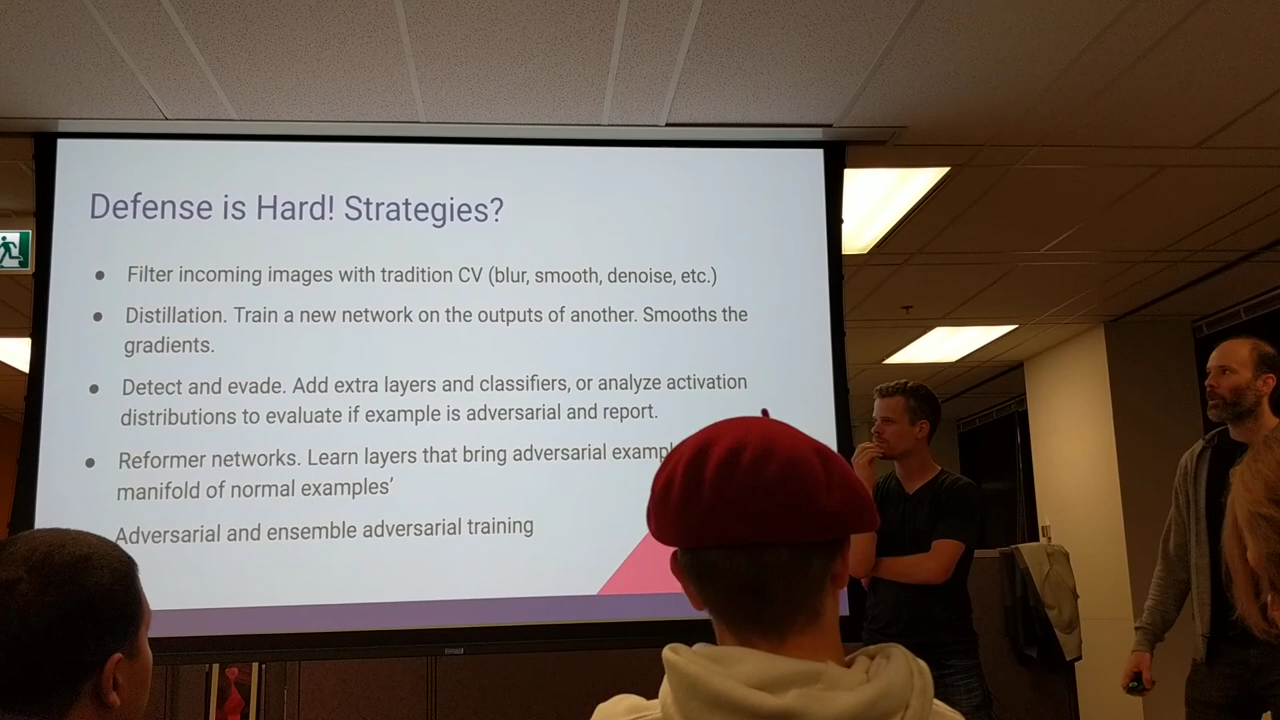 Defense is Hard! Strategies?
Filter incoming images with tradition CV (blur, smooth, denoise, etc.)
Distillation. Train a new network on the outputs of another. Smooths the
gradients.
Detect and evade. Add extra layers and classifiers, or analyze activation
distributions to evaluate if example is adversarial and report.
Reformer networks. Learn layers that bring adversarial
manifold of normal examples’
Adversarial and ensemble adversarial training